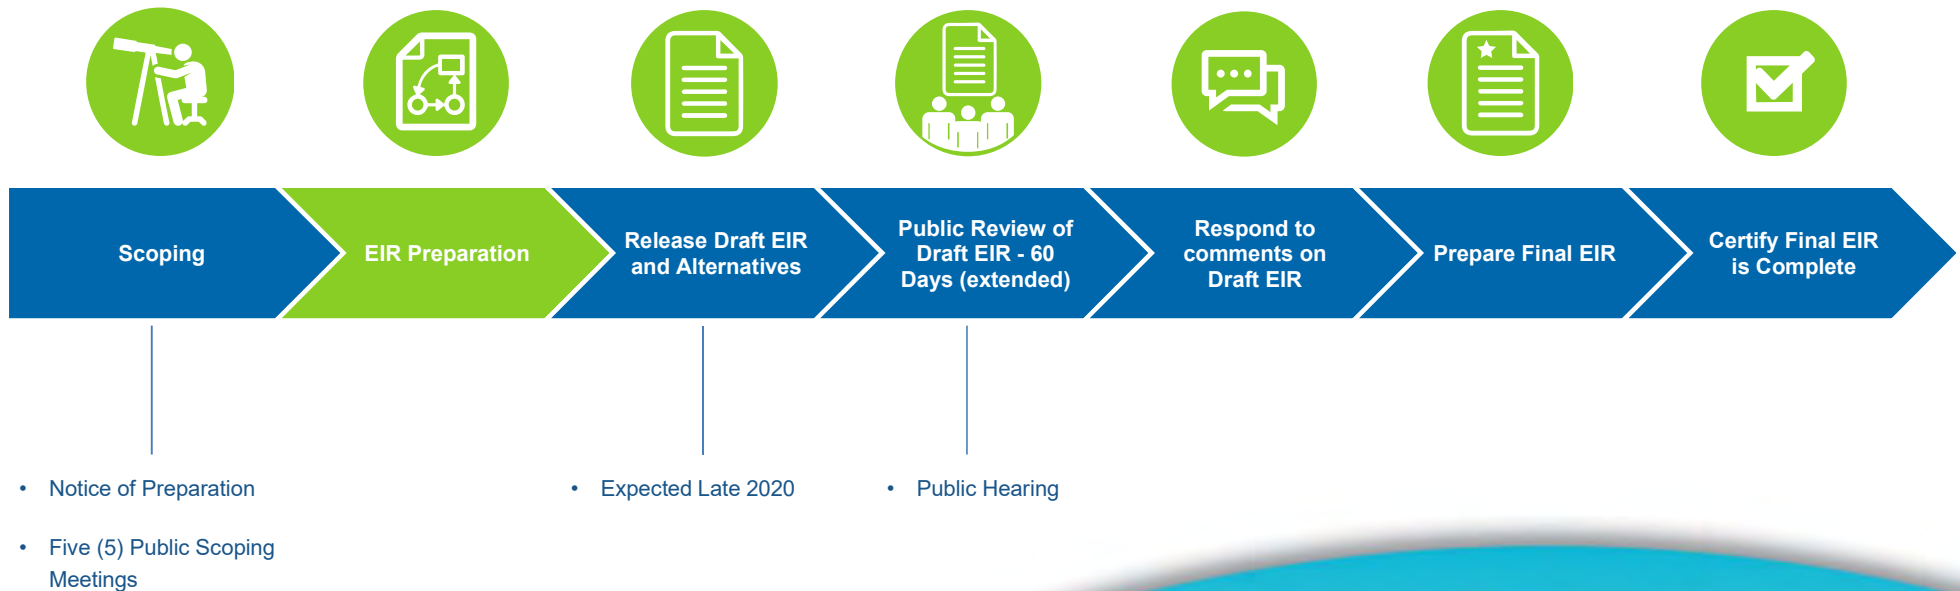 Scoping
EIR Preparation
Release Draft EIR
and Alternatives
Public Review of
Draft EIR - 60
Days (extended)
Respond to
comments on
Draft EIR
Prepare Final EIR
Certify Final EIR
is Complete
• Notice of Preparation
• Five (5) Public Scoping
Meetings
• Expected Late 2020
• Public Hearing